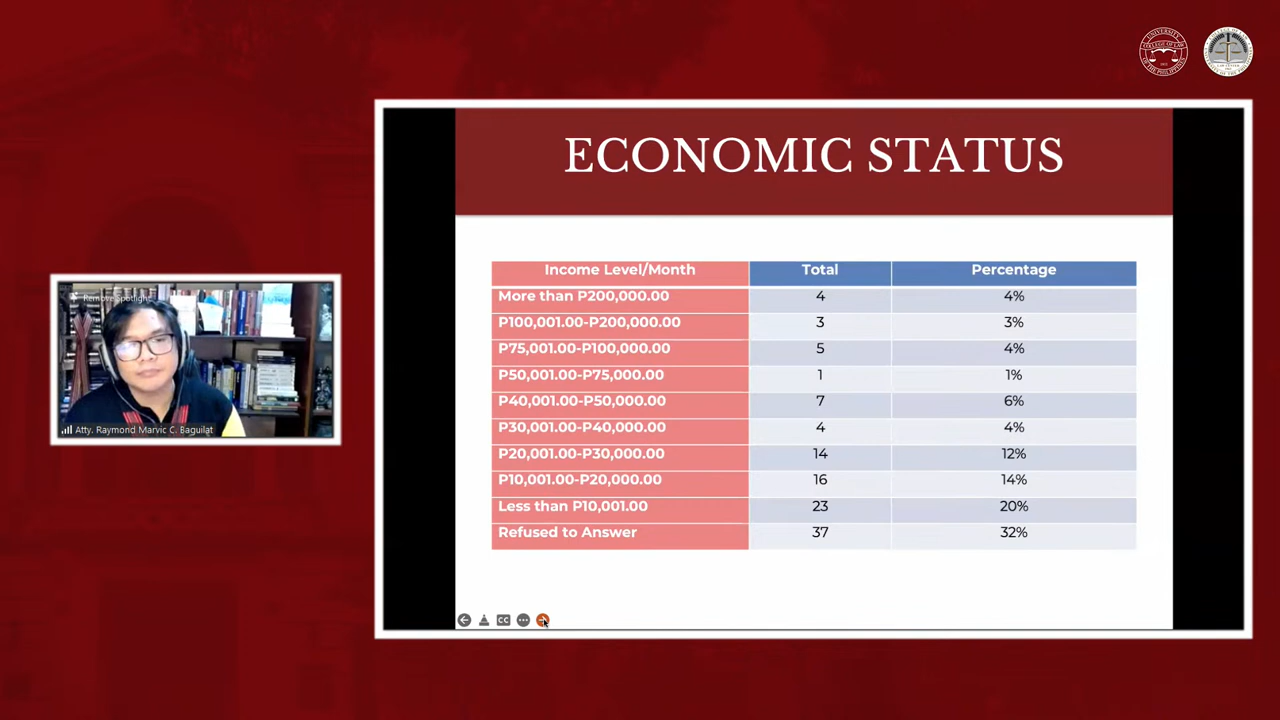 ECONOMIC STATUS
Income Level/Month Total Percentage
More than P200,000.00 4 4%
P100,001.00-P200,000.00 3 3%
P75,001.00-P100,000.00 5 4%
P50,001.00-P75,000.00 1 1%
P40,001.00-P50,000.00 7 6%
P30,001.00-P40,000.00 4 4%
P20,001.00-P30,000.00 14 12%
P10,001.00-P20,000.00 16 14%
Less than P10,001.00 23 20%
Refused to Answer 37 32%
Remove Spotlight
Atty. Raymond Marvic C. Baguilat
CC